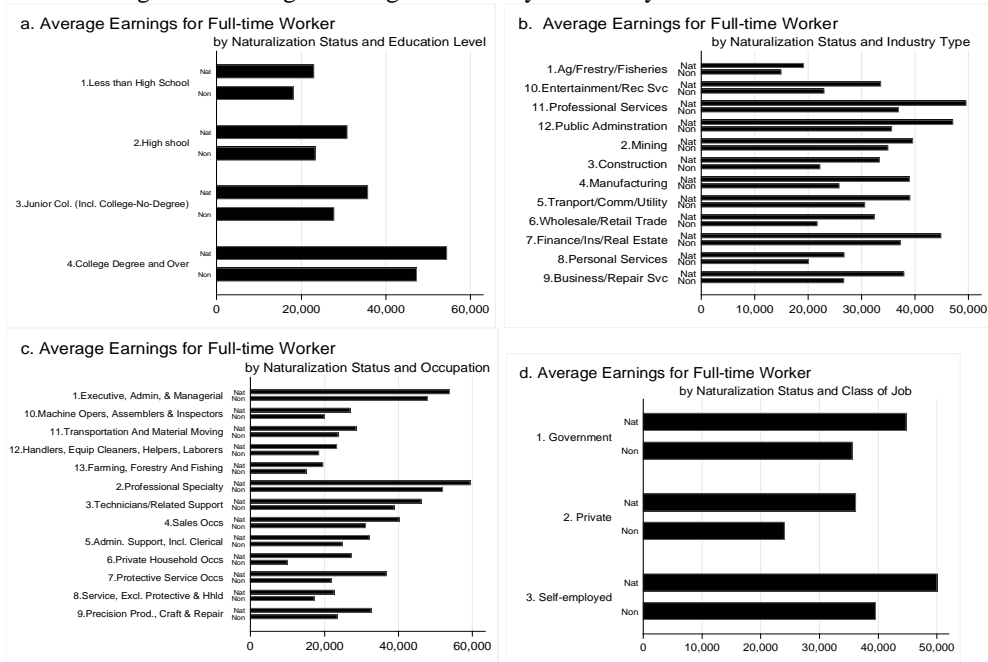 a. Average Earnings for Full-time Worker
by Naturalization Status and Education Level
1.Less than High School
Nat
Non
2.High shool
Nat
Non
3.Junior Col. (Incl. College-No-Degree)
Nat
Non
4.College Degree and Over
Nat
Non
0 20,000 40,000 60,000
b. Average Earnings for Full-time Worker
by Naturalization Status and Industry Type
1.Ag/Frestry/Fisheries Nat
Non
10.Entertainment/Rec Svc Nat
Non
11.Professional Services Nat
Non
12.Public Adminstration Nat
Non
2.Mining Nat
Non
3.Construction Nat
Non
4.Manufacturing Nat
Non
5.Tranport/Comm/Utility Nat
Non
6.Wholesale/Retail Trade Nat
Non
7.Finance/Ins/Real Estate Nat
Non
8.Personal Services Nat
Non
9.Business/Repair Svc Nat
Non
0 10,000 20,000 30,000 40,000 50,000
c. Average Earnings for Full-time Worker
by Naturalization Status and Occupation
1.Executive, Admin, & Managerial Nat
Non
10.Machine Opers, Assemblers & Inspectors Nat
Non
11.Transportation And Material Moving Nat
Non
12.Handlers, Equip Cleaners, Helpers, Laborers Nat
Non
13.Farming, Forestry And Fishing Nat
Non
2.Professional Specialty Nat
Non
3.Technicians/Related Support Nat
Non
4.Sales Occs Nat
Non
5.Admin. Support, Incl. Clerical Nat
Non
6.Private Household Occs Nat
Non
7.Protective Service Occs Nat
Non
8.Service, Excl. Protective & Hhld Nat
Non
9.Precision Prod., Craft & Repair Nat
Non
0 20,000 40,000 60,000
d. Average Earnings for Full-time Worker
by Naturalization Status and Class of Job
1. Government
Nat
Non
2. Private
Nat
Non
3. Self-employed
Nat
Non
0 10,000 20,000 30,000 40,000 50,000